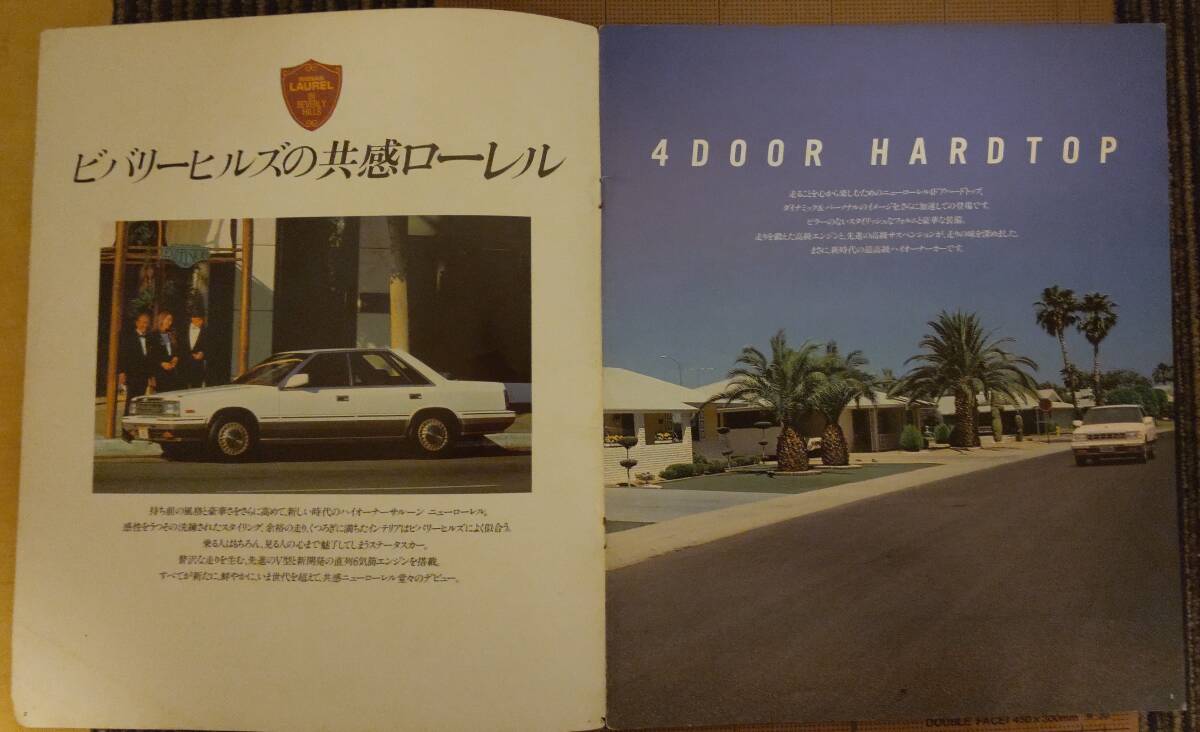 NISSAN
LAUREL
IN
BEVERLY
HILLS
ビバリーヒルズの共感ローレル
持ち前の風格と豪華さをさらに高めて、新しい時代のハイオーナーサルーン ニューローレル。
感性をうつその洗練されたスタイリング、余裕の走り、くつろぎに満ちたインテリアはビバリーヒルズによく似合う。
乗る人はもちろん、見る人の心まで魅了してしまうステータスカー。
贅沢な走りを生む、先進のV型と新開発の直列6気筒エンジンを搭載。
すべてが新たに、鮮やかに、いま世代を超えて、共感ニューローレル堂々のデビュー。
4 DOOR HARDTOP
走ることを心から楽しむためのニューローレル4ドアハードトップ。
ダイナミック&パーソナルのイメージをさらに加速しての登場です。
ピラーのないスタイリッシュなフォルムと豪華な装備。
走りを鍛えた高級エンジンと、先進の高級サスペンションが、走りの味を深めました。
まさに、新時代の最高級ハイオーナーカーです。
DOUBLE FACE/ 450×300mm